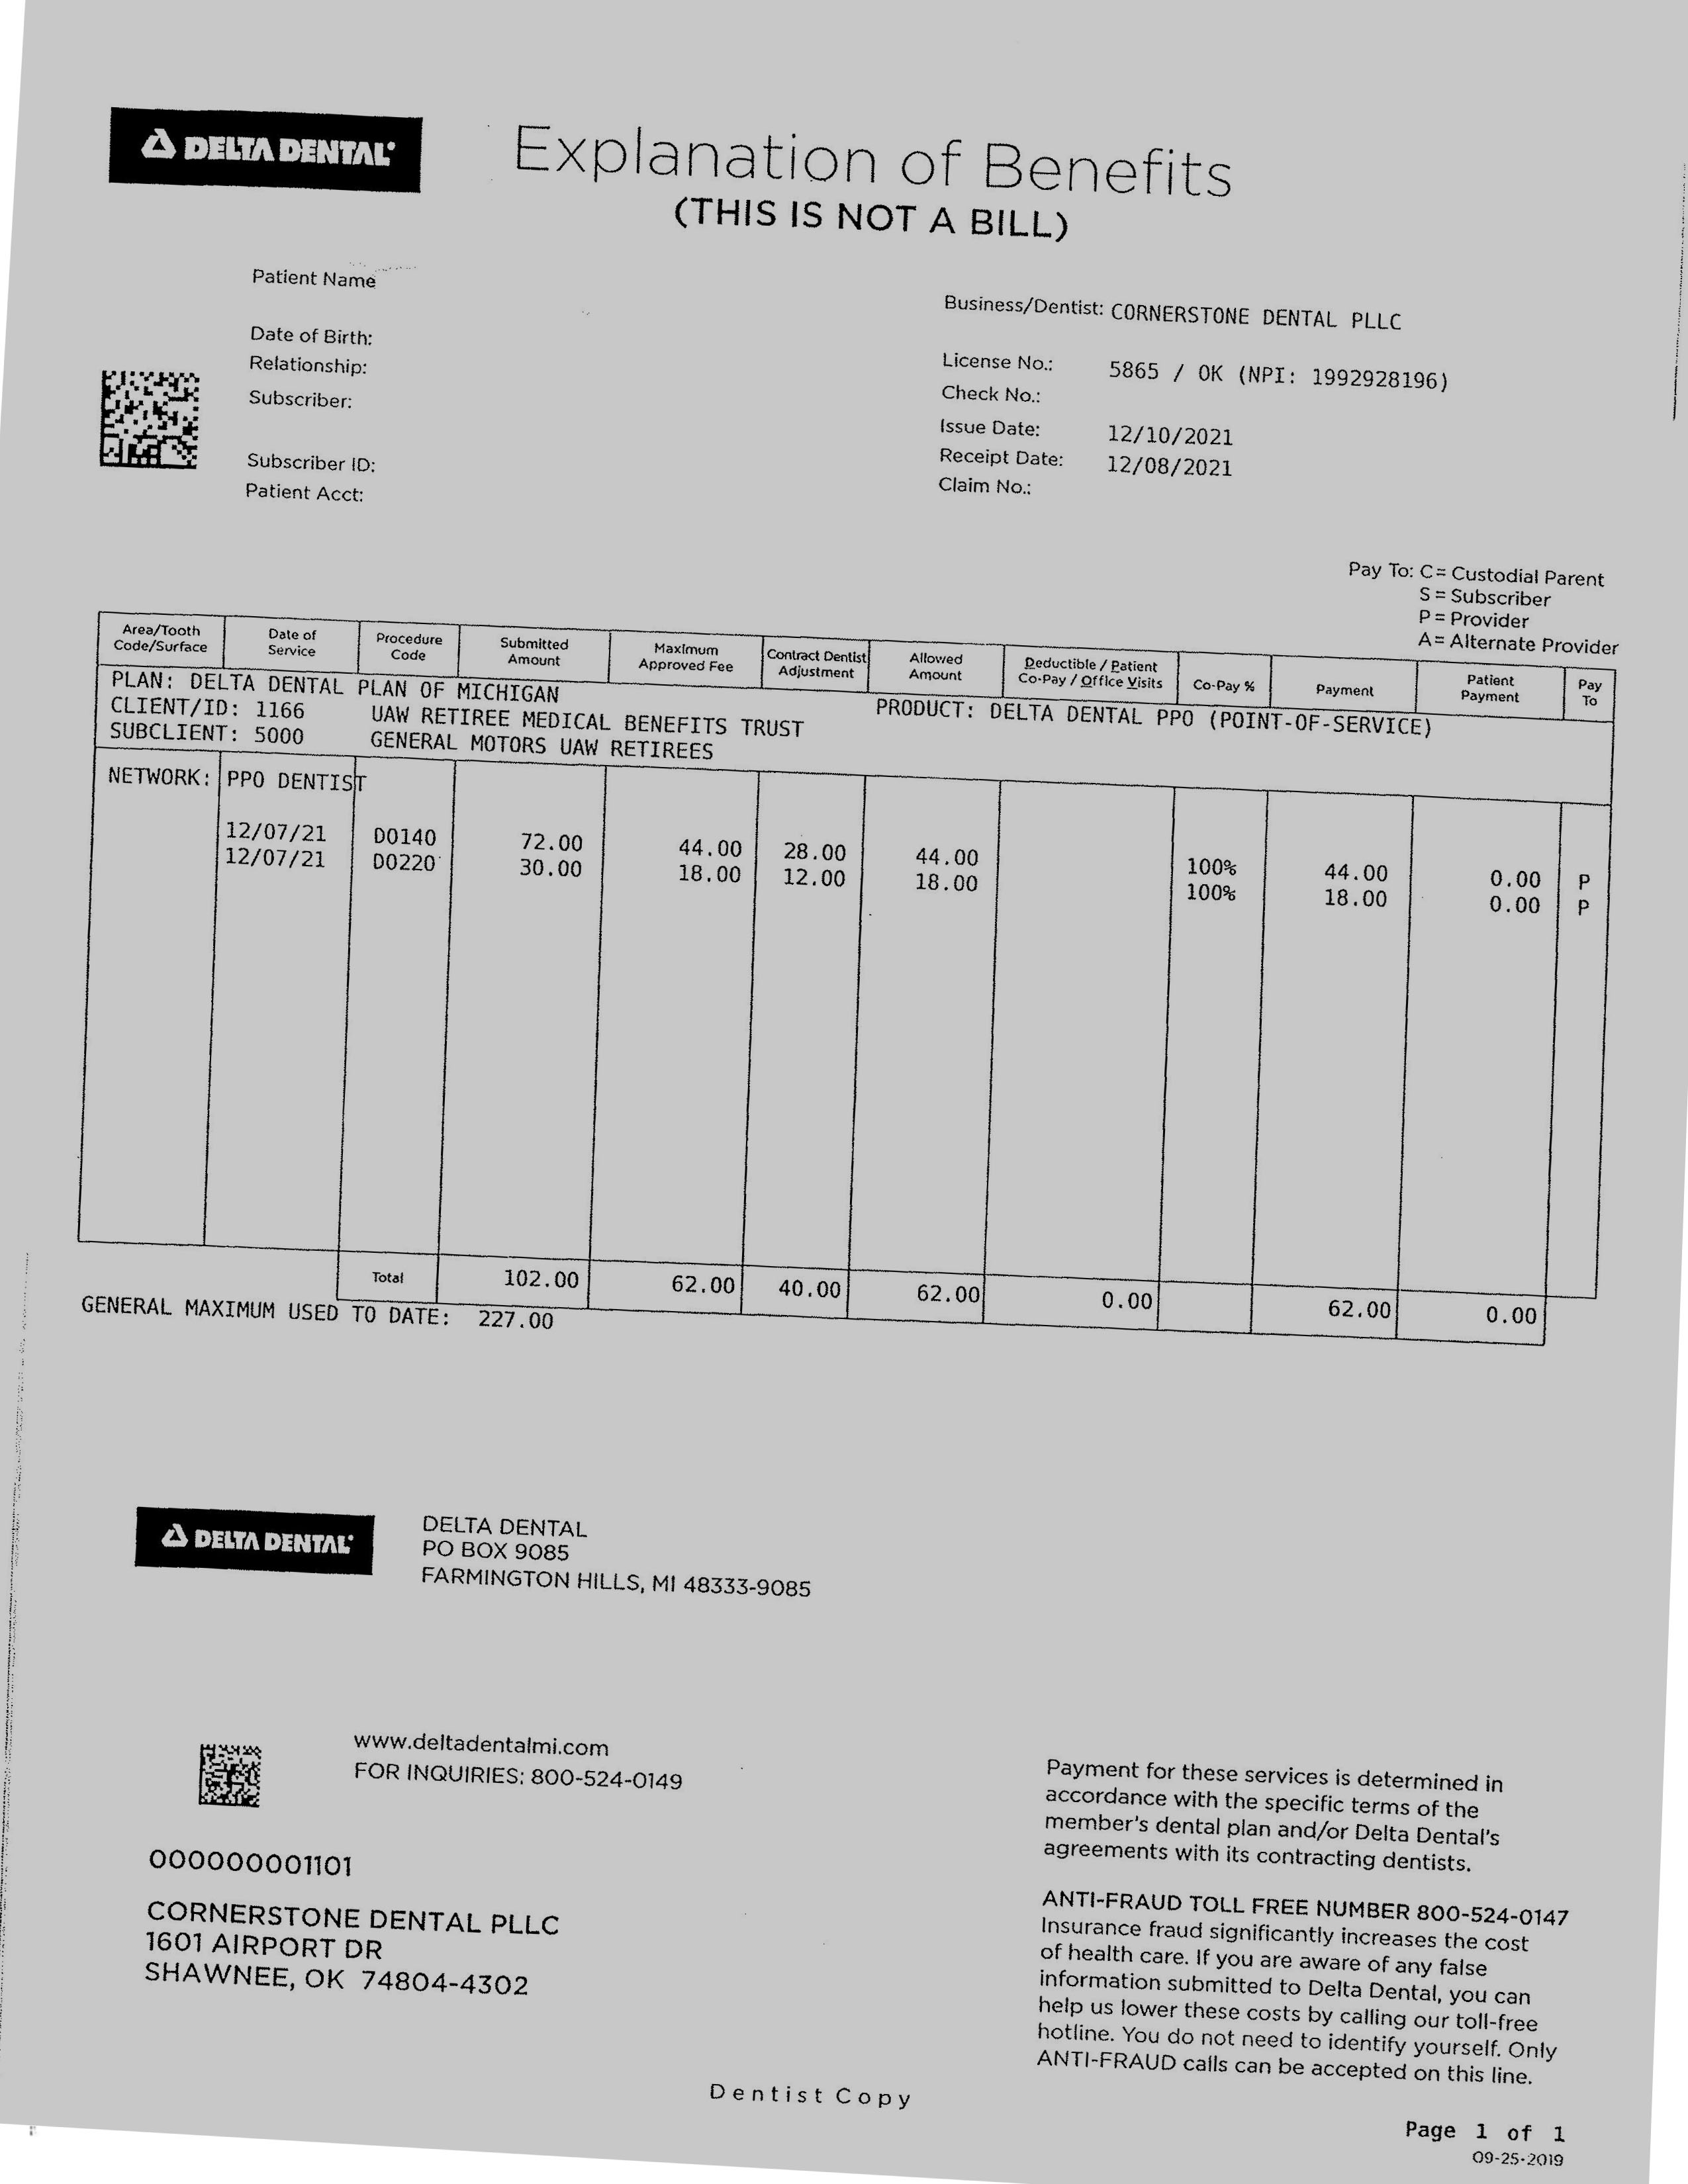 DELTA DENTAL
Explanation of Benefits
(THIS IS NOT A BILL)
Patient Name
Date of Birth:
Relationship:
Subscriber:
Subscriber ID:
Patient Acct:
Business/Dentist: CORNERSTONE DENTAL PLLC
License No.: 5865 / OK (NPI: 1992928196)
Check No.:
Issue Date: 12/10/2021
Receipt Date: 12/08/2021
Claim No.:
Pay To: C = Custodial Parent
S = Subscriber
P = Provider
A = Alternate Provider
Area/Tooth Code/Surface Date of Service Procedure Code Submitted Amount Maximum Approved Fee Contract Dentist Adjustment Allowed Amount Deductible / Patient Co-Pay / Office Visits Co-Pay % Payment Patient Payment Pay To
PLAN: DELTA DENTAL PLAN OF MICHIGAN
CLIENT/ID: 1166 UAW RETIREE MEDICAL BENEFITS TRUST PRODUCT: DELTA DENTAL PPO (POINT-OF-SERVICE)
SUBCLIENT: 5000 GENERAL MOTORS UAW RETIREES
NETWORK: PPO DENTIST
12/07/21 D0140 72.00 44.00 28.00 44.00 100% 44.00 0.00 P
12/07/21 D0220 30.00 18.00 12.00 18.00 100% 18.00 0.00 P
Total 102.00 62.00 40.00 62.00 0.00 62.00 0.00
GENERAL MAXIMUM USED TO DATE: 227.00
DELTA DENTAL
DELTA DENTAL
PO BOX 9085
FARMINGTON HILLS, MI 48333-9085
www.deltadentalmi.com
FOR INQUIRIES: 800-524-0149
000000001101
CORNERSTONE DENTAL PLLC
1601 AIRPORT DR
SHAWNEE, OK 74804-4302
Payment for these services is determined in
accordance with the specific terms of the
member's dental plan and/or Delta Dental's
agreements with its contracting dentists.
ANTI-FRAUD TOLL FREE NUMBER 800-524-0147
Insurance fraud significantly increases the cost
of health care. If you are aware of any false
information submitted to Delta Dental, you can
help us lower these costs by calling our toll-free
hotline. You do not need to identify yourself. Only
ANTI-FRAUD calls can be accepted on this line.
Dentist Copy
Page 1 of 1
09-25-2019